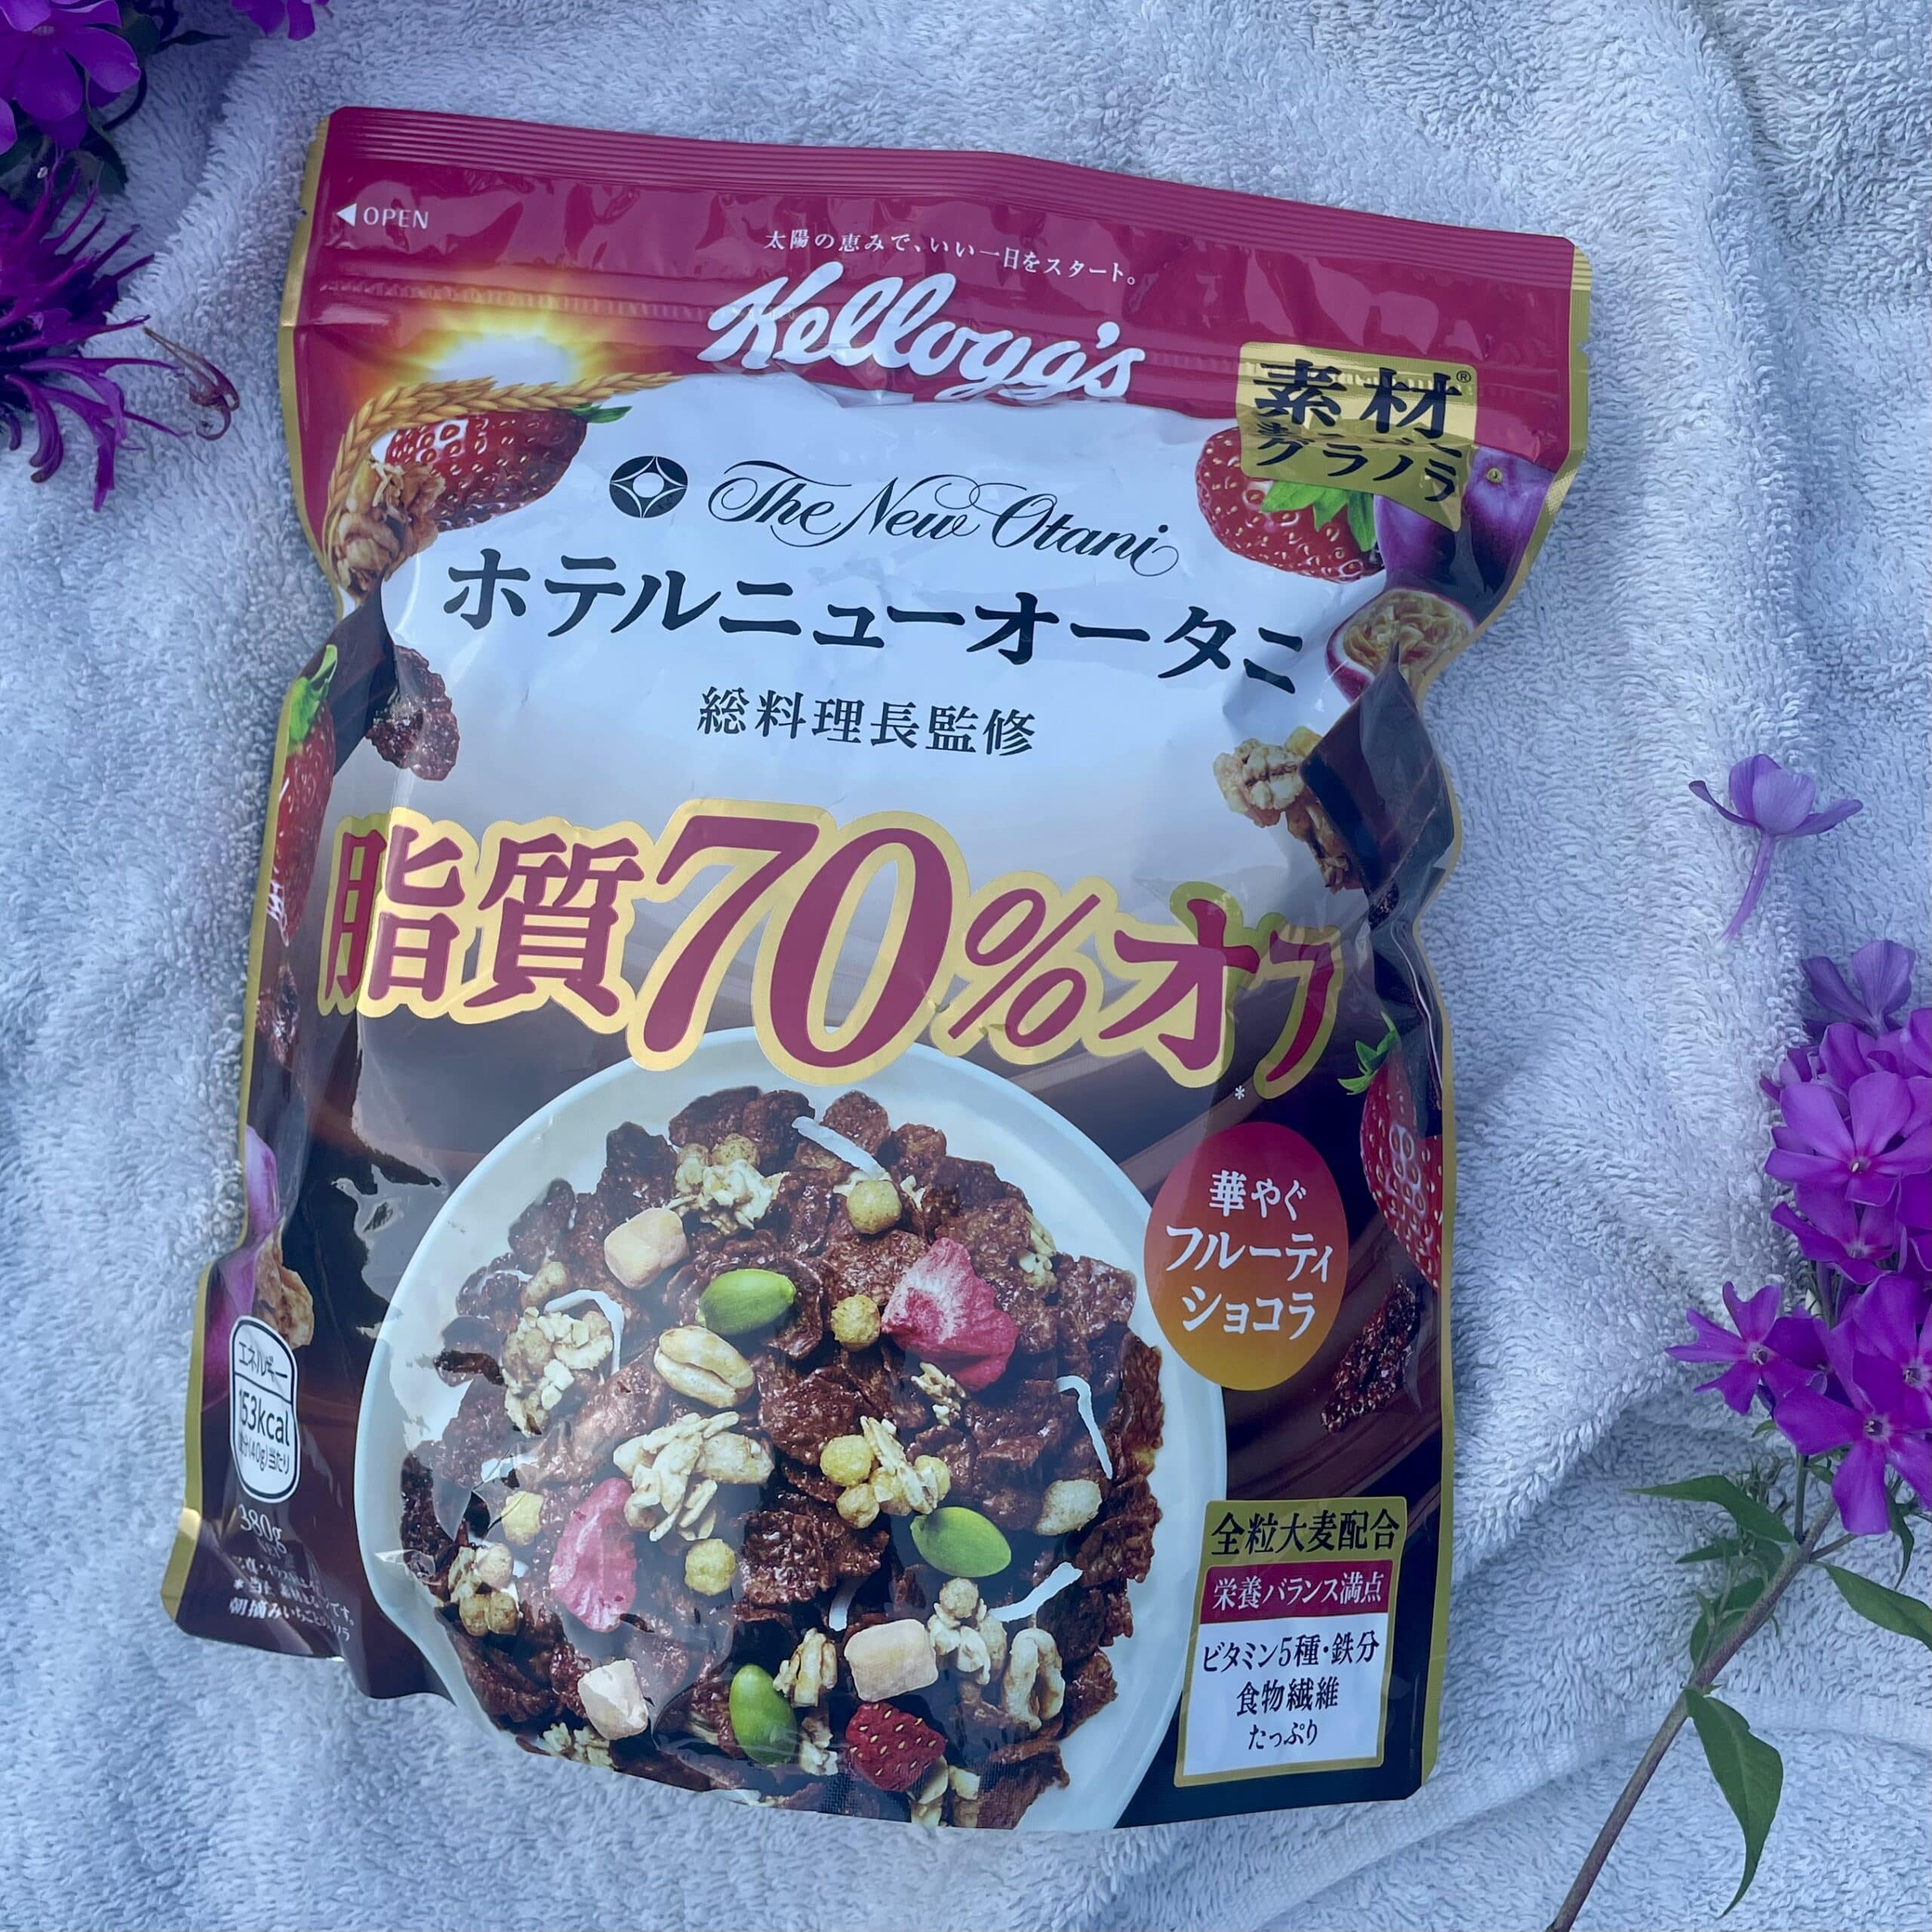 OPEN
太陽の恵みで、いい一日をスタート。
Kellogg's
素材®
グラノラ
The New Otani
ホテルニューオータニ
総料理長監修
脂質70%オフ
*
華やぐ
フルーティ
ショコラ
エネルギー
153kcal
(40g)当たり
380g
全粒大麦配合
栄養バランス満点
ビタミン5種・鉄分
食物繊維
たっぷり